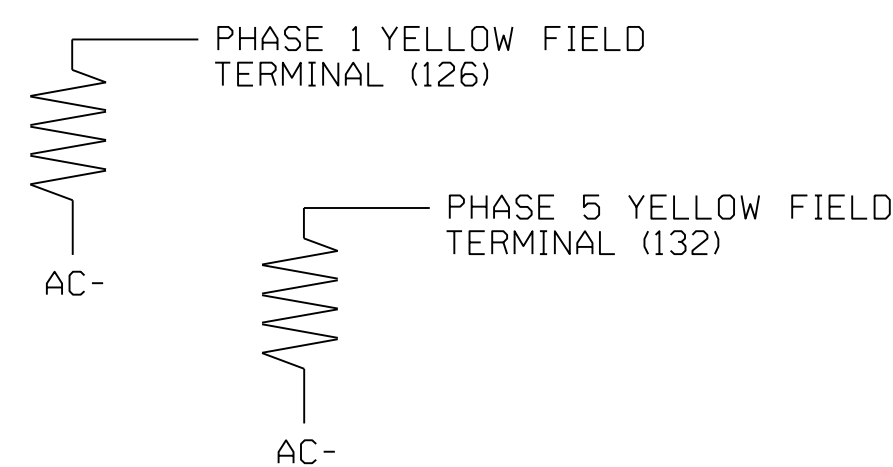 PHASE 1 YELLOW FIELD
TERMINAL (126)
AC-
PHASE 5 YELLOW FIELD
TERMINAL (132)
AC-